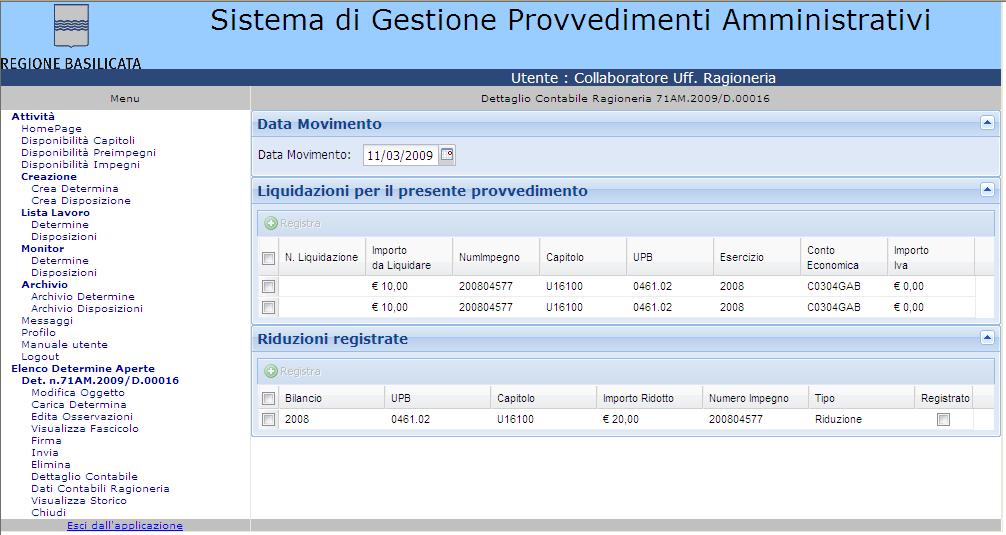 Sistema di Gestione Provvedimenti Amministrativi
REGIONE BASILICATA
Utente : Collaboratore Uff. Ragioneria
Menu
Dettaglio Contabile Ragioneria 71AM.2009/D.00016
Attività
HomePage
Disponibilità Capitoli
Disponibilità Preimpegni
Disponibilità Impegni
Creazione
Crea Determina
Crea Disposizione
Lista Lavoro
Determine
Disposizioni
Monitor
Determine
Disposizioni
Archivio
Archivio Determine
Archivio Disposizioni
Messaggi
Profilo
Manuale utente
Logout
Elenco Determine Aperte
Det. n.71AM.2009/D.00016
Modifica Oggetto
Carica Determina
Edita Osservazioni
Visualizza Fascicolo
Firma
Invia
Elimina
Dettaglio Contabile
Dati Contabili Ragioneria
Visualizza Storico
Chiudi
Esci dall'applicazione
Data Movimento
Data Movimento: 11/03/2009
Liquidazioni per il presente provvedimento
Registra
N. Liquidazione Importo da Liquidare NumImpegno Capitolo UPB Esercizio Conto Economica Importo Iva
€ 10,00 200804577 U16100 0461.02 2008 C0304GAB € 0,00
€ 10,00 200804577 U16100 0461.02 2008 C0304GAB € 0,00
Riduzioni registrate
Registra
Bilancio UPB Capitolo Importo Ridotto Numero Impegno Tipo Registrato
2008 0461.02 U16100 € 20,00 200804577 Riduzione